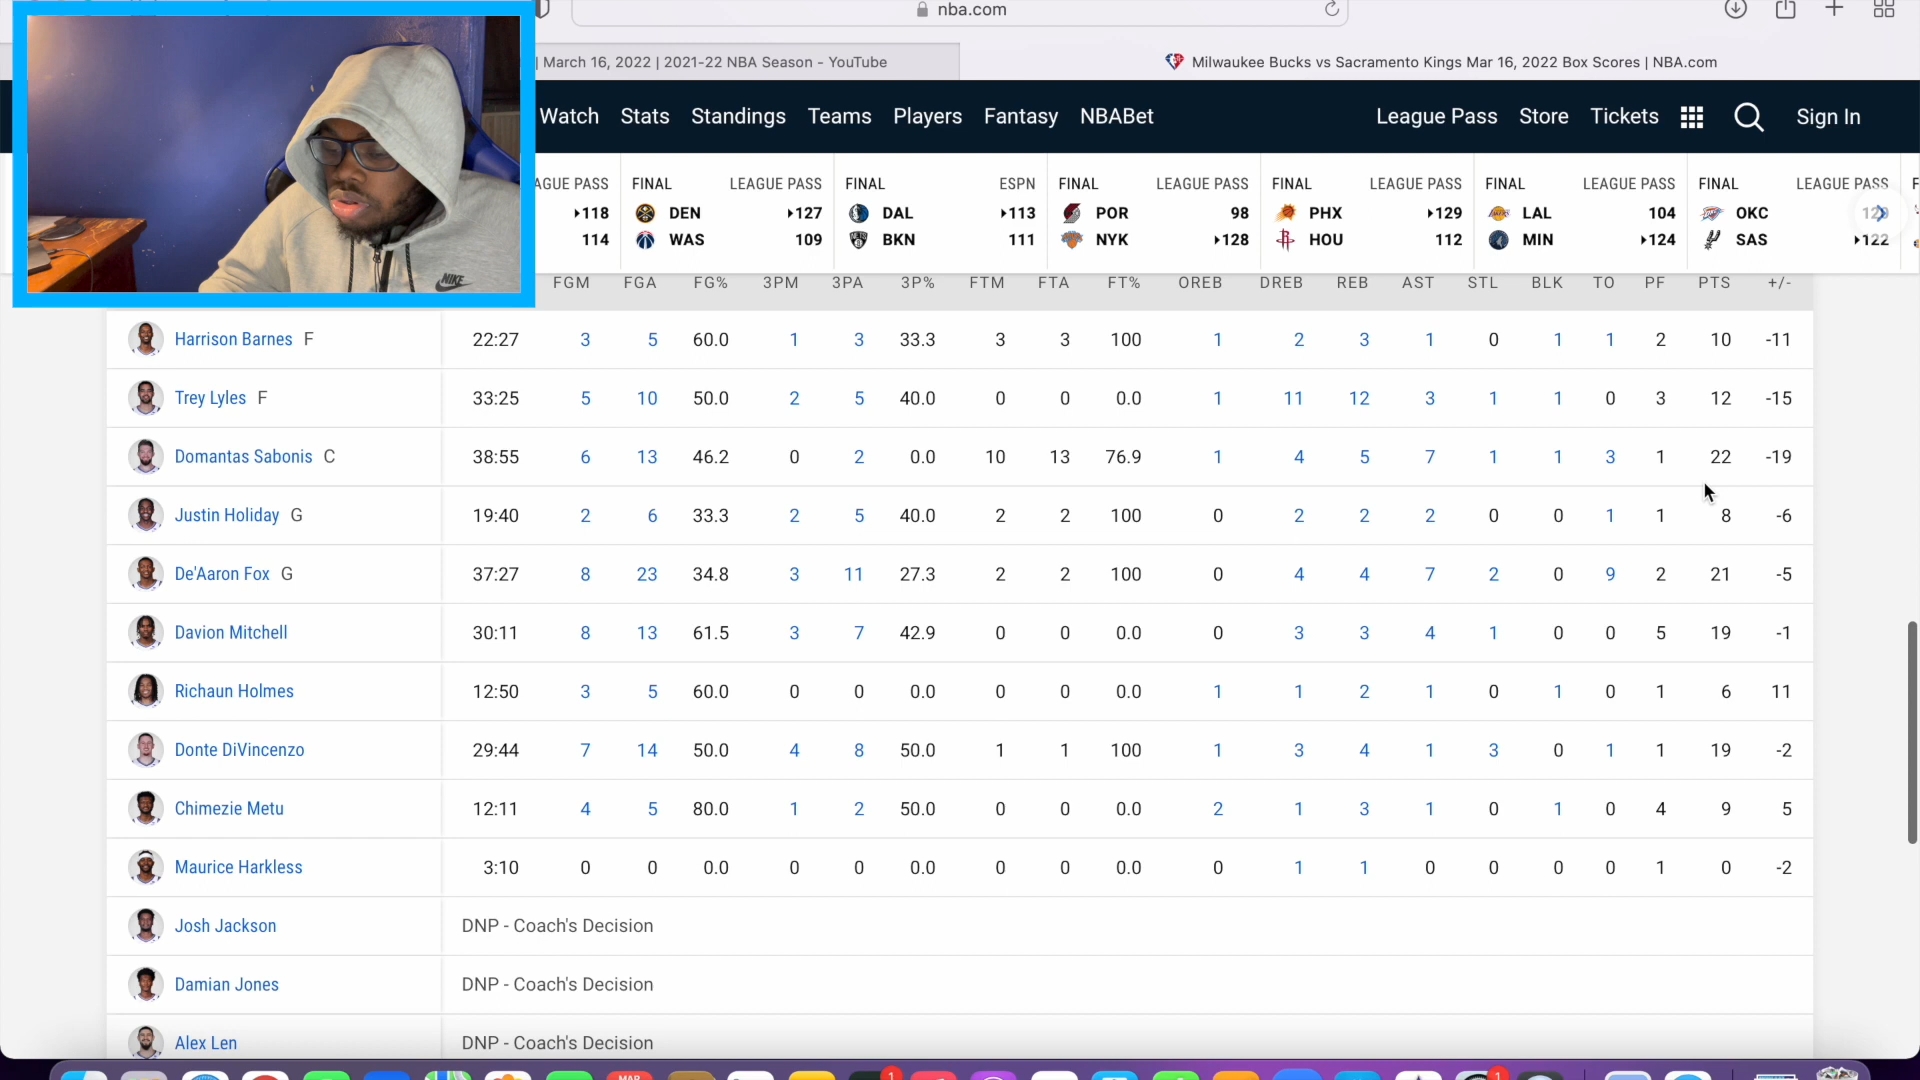 nba.com
| March 16, 2022 | 2021-22 NBA Season - YouTube
Milwaukee Bucks vs Sacramento Kings Mar 16, 2022 Box Scores | NBA.com
Watch Stats Standings Teams Players Fantasy NBABet League Pass Store Tickets Sign In
AGUE PASS FINAL LEAGUE PASS FINAL ESPN FINAL LEAGUE PASS FINAL LEAGUE PASS FINAL LEAGUE PASS FINAL LEAGUE PASS
118 DEN 127 DAL 113 POR 98 PHX 129 LAL 104 OKC
114 WAS 109 BKN 111 NYK 128 HOU 112 MIN 124 SAS 122
FGM FGA FG% 3PM 3PA 3P% FTM FTA FT% OREB DREB REB AST STL BLK TO PF PTS +/-
Harrison Barnes F 22:27 3 5 60.0 1 3 33.3 3 3 100 1 2 3 1 0 1 1 2 10 -11
Trey Lyles F 33:25 5 10 50.0 2 5 40.0 0 0 0.0 1 11 12 3 1 1 0 3 12 -15
Domantas Sabonis C 38:55 6 13 46.2 0 2 0.0 10 13 76.9 1 4 5 7 1 1 3 1 22 -19
Justin Holiday G 19:40 2 6 33.3 2 5 40.0 2 2 100 0 2 2 2 0 0 1 1 8 -6
De'Aaron Fox G 37:27 8 23 34.8 3 11 27.3 2 2 100 0 4 4 7 2 0 9 2 21 -5
Davion Mitchell 30:11 8 13 61.5 3 7 42.9 0 0 0.0 0 3 3 4 1 0 0 5 19 -1
Richaun Holmes 12:50 3 5 60.0 0 0 0.0 0 0 0.0 1 1 2 1 0 1 0 1 6 11
Donte DiVincenzo 29:44 7 14 50.0 4 8 50.0 1 1 100 1 3 4 1 3 0 1 1 19 -2
Chimezie Metu 12:11 4 5 80.0 1 2 50.0 0 0 0.0 2 1 3 1 0 1 0 4 9 5
Maurice Harkless 3:10 0 0 0.0 0 0 0.0 0 0 0.0 0 1 1 0 0 0 0 1 0 -2
Josh Jackson DNP - Coach's Decision
Damian Jones DNP - Coach's Decision
Alex Len DNP - Coach's Decision
NIKE
MAR
1
1